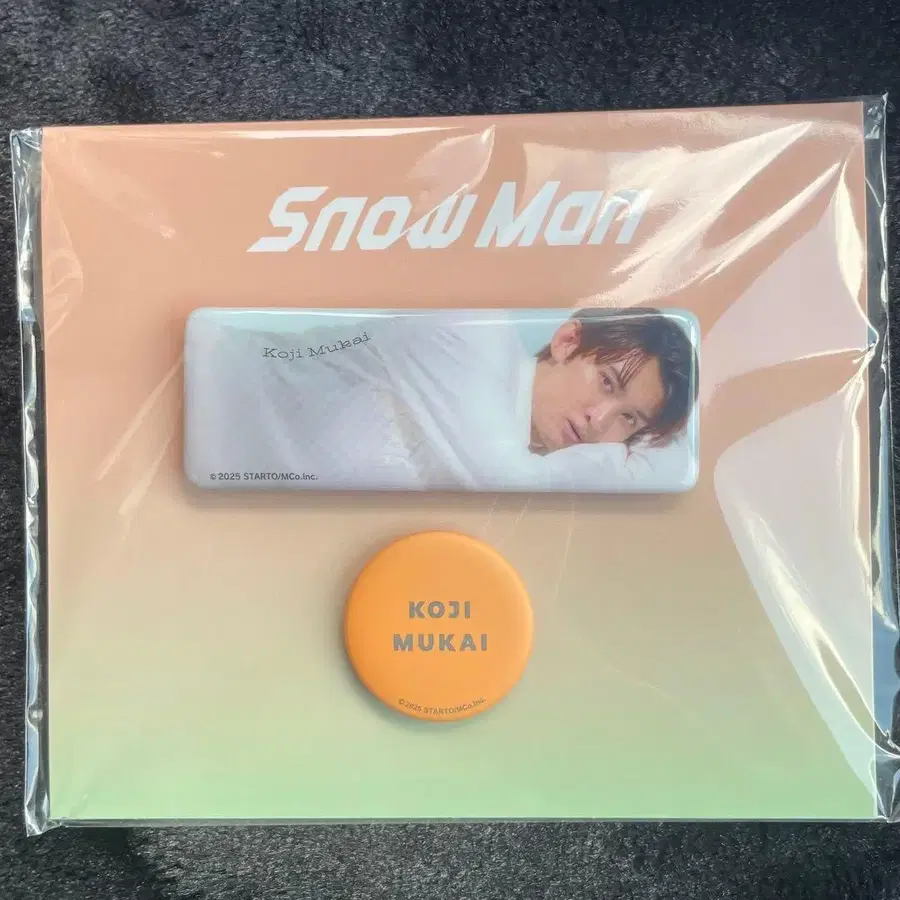 Snow Man
Koji Mukai
© 2025 STARTO/MCo.Inc.
KOJI
MUKAI
© 2025 STARTO/MCo.Inc.